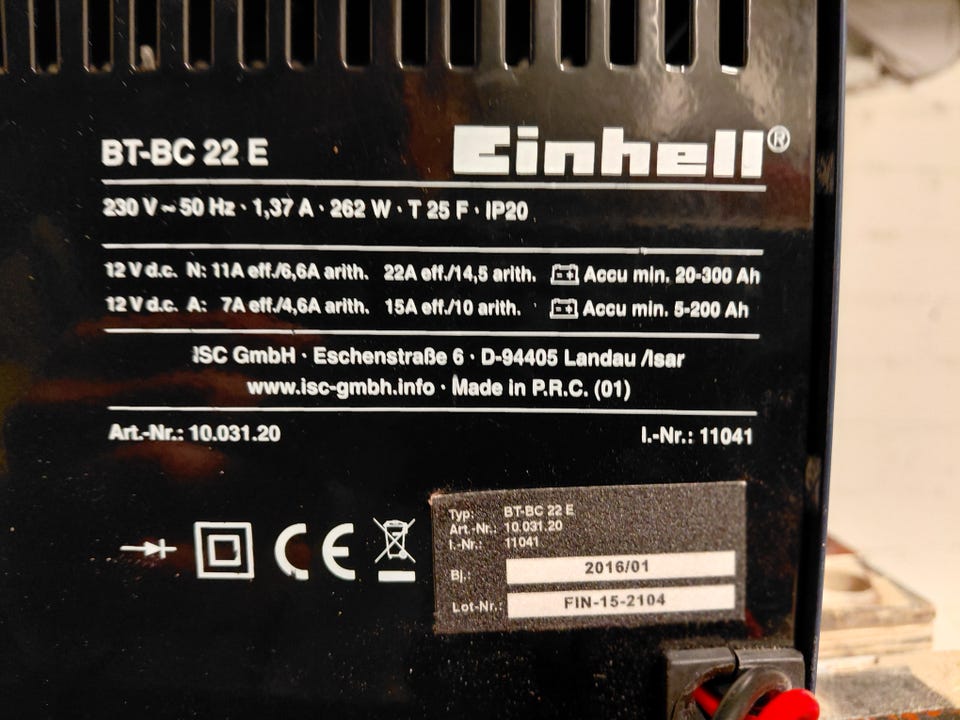 BT-BC 22 E Einhell®
230 V ~ 50 Hz · 1,37 A · 262 W · T 25 F · IP20
12 V d.c. N: 11A eff./6,6A arith. 22A eff./14,5 arith. Accu min. 20-300 Ah
12 V d.c. A: 7A eff./4,6A arith. 15A eff./10 arith. Accu min. 5-200 Ah
ISC GmbH · Eschenstraße 6 · D-94405 Landau /Isar
www.isc-gmbh.info · Made in P.R.C. (01)
Art.-Nr.: 10.031.20 I.-Nr.: 11041
CE
Typ: BT-BC 22 E
Art.-Nr.: 10.031.20
I.-Nr.: 11041
Bj.: 2016/01
Lot-Nr.: FIN-15-2104